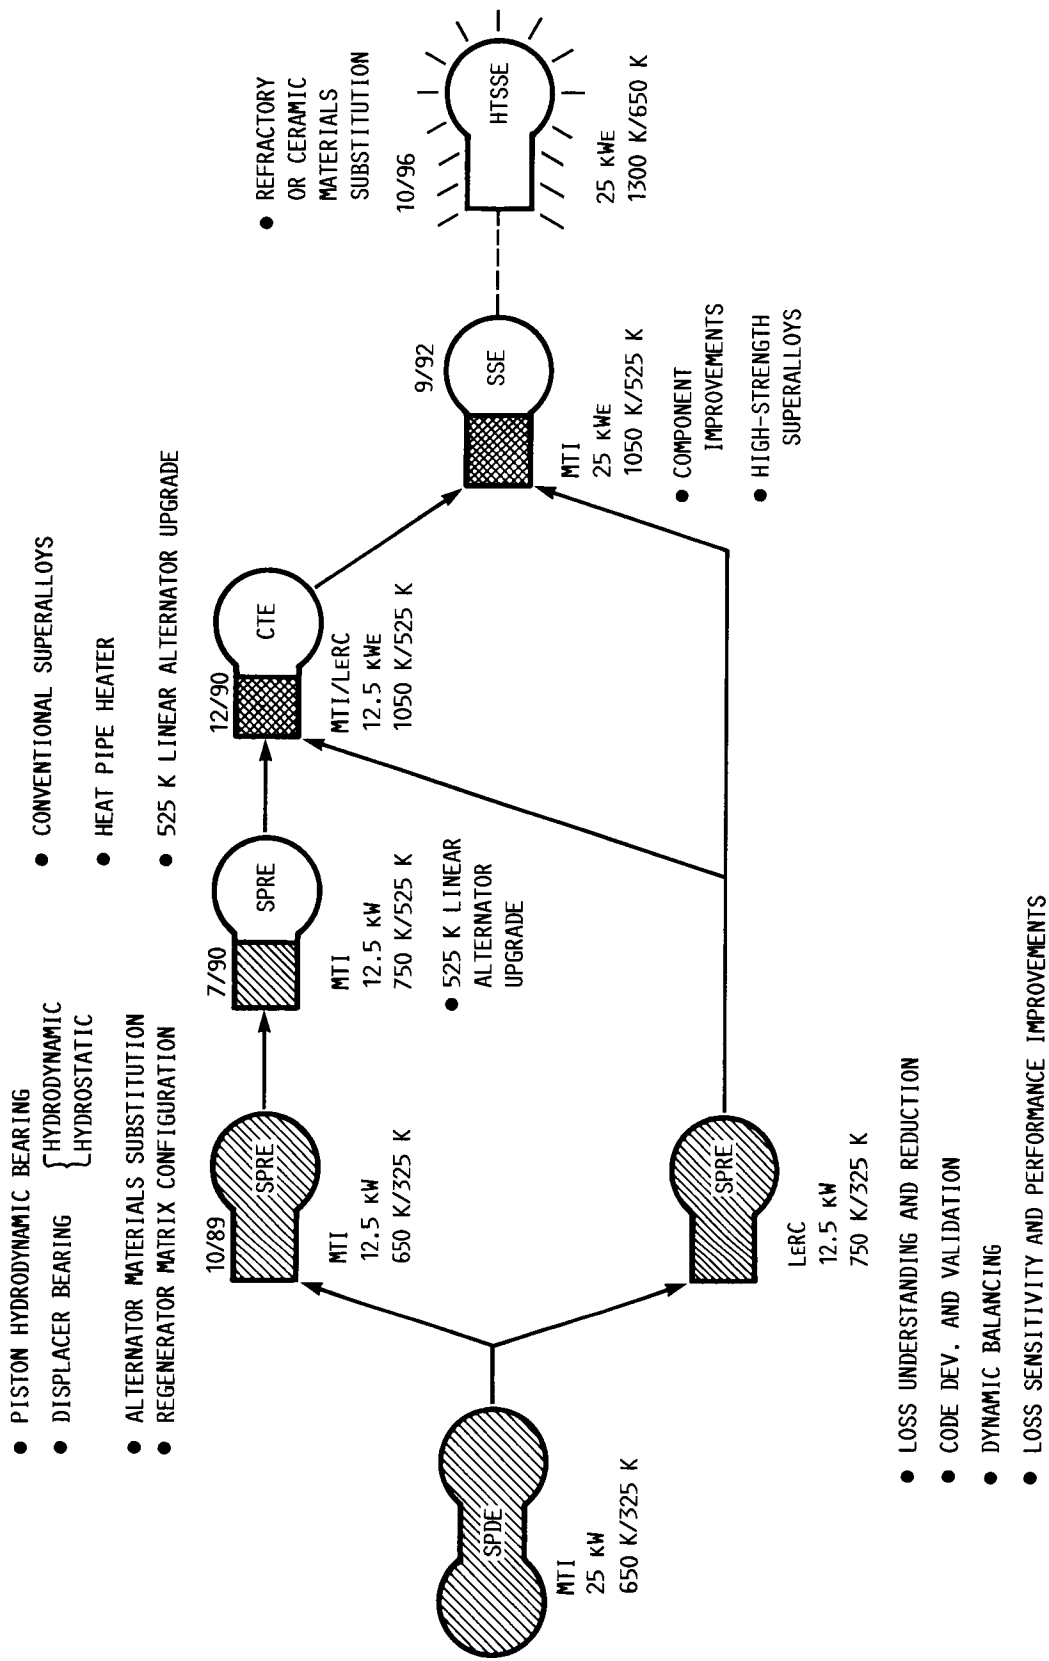 ● PISTON HYDRODYNAMIC BEARING
● DISPLACER BEARING {HYDRODYNAMIC
HYDROSTATIC
● ALTERNATOR MATERIALS SUBSTITUTION
● REGENERATOR MATRIX CONFIGURATION
● CONVENTIONAL SUPERALLOYS
● HEAT PIPE HEATER
● 525 K LINEAR ALTERNATOR UPGRADE
● REFRACTORY
OR CERAMIC
MATERIALS
SUBSTITUTION
10/89
SPRE
MTI
12.5 KW
650 K/325 K
7/90
SPRE
MTI
12.5 KW
750 K/525 K
● 525 K LINEAR
ALTERNATOR
UPGRADE
12/90
CTE
MTI/LERC
12.5 KWE
1050 K/525 K
9/92
SSE
MTI
25 KWE
1050 K/525 K
● COMPONENT
IMPROVEMENTS
● HIGH-STRENGTH
SUPERALLOYS
10/96
HTSSE
25 KWE
1300 K/650 K
SPDE
MTI
25 KW
650 K/325 K
SPRE
LERC
12.5 KW
750 K/325 K
● LOSS UNDERSTANDING AND REDUCTION
● CODE DEV. AND VALIDATION
● DYNAMIC BALANCING
● LOSS SENSITIVITY AND PERFORMANCE IMPROVEMENTS